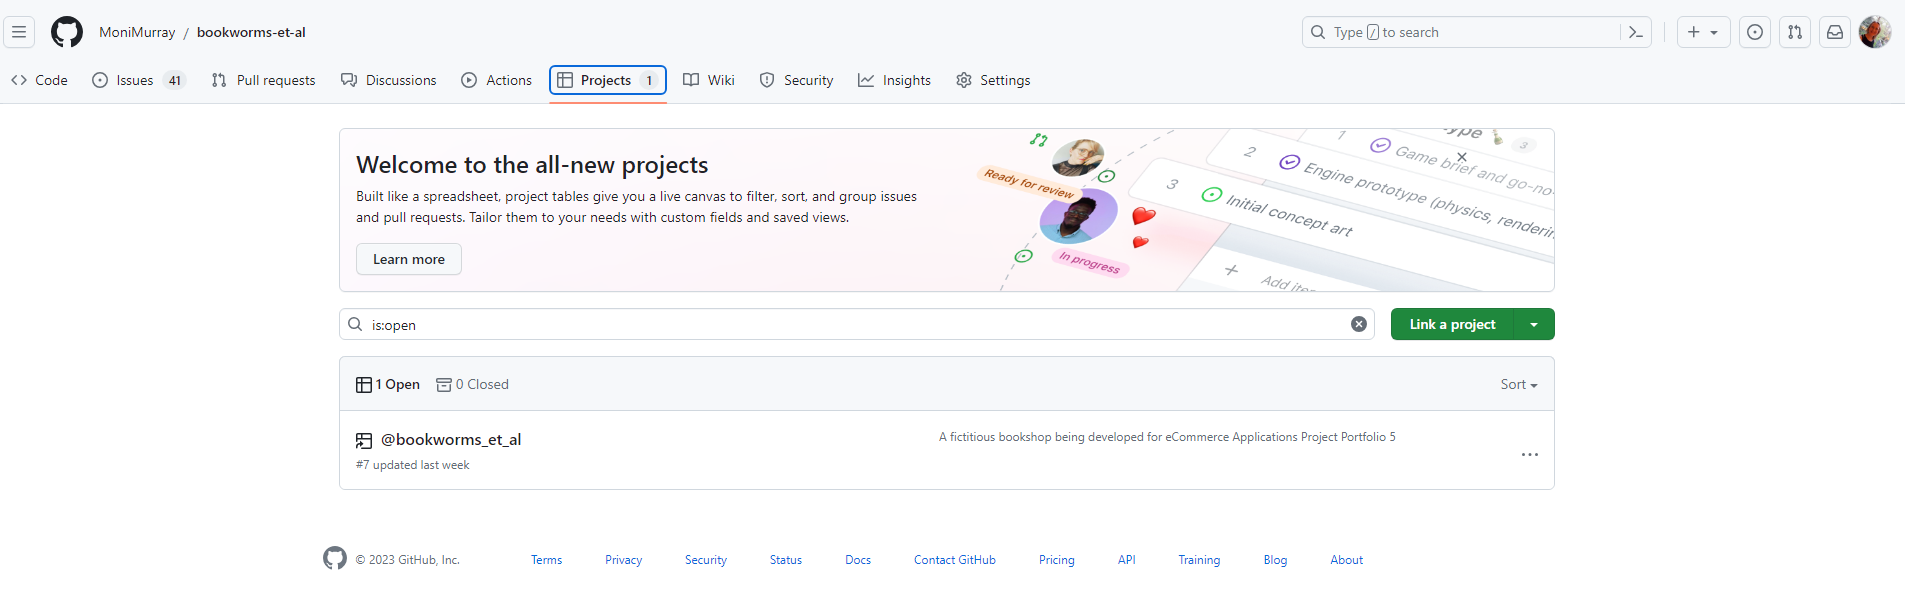 MoniMurray / bookworms-et-al
Type / to search
Code
Issues 41
Pull requests
Discussions
Actions
Projects 1
Wiki
Security
Insights
Settings
Welcome to the all-new projects
Built like a spreadsheet, project tables give you a live canvas to filter, sort, and group issues
and pull requests. Tailor them to your needs with custom fields and saved views.
Learn more
Ready for review
In progress
1 Game brief and go-no-
2 Engine prototype (physics, renderin
3 Initial concept art
3
+ Add ite
is:open
Link a project
1 Open
0 Closed
Sort
@bookworms_et_al
#7 updated last week
A fictitious bookshop being developed for eCommerce Applications Project Portfolio 5
© 2023 GitHub, Inc.
Terms
Privacy
Security
Status
Docs
Contact GitHub
Pricing
API
Training
Blog
About